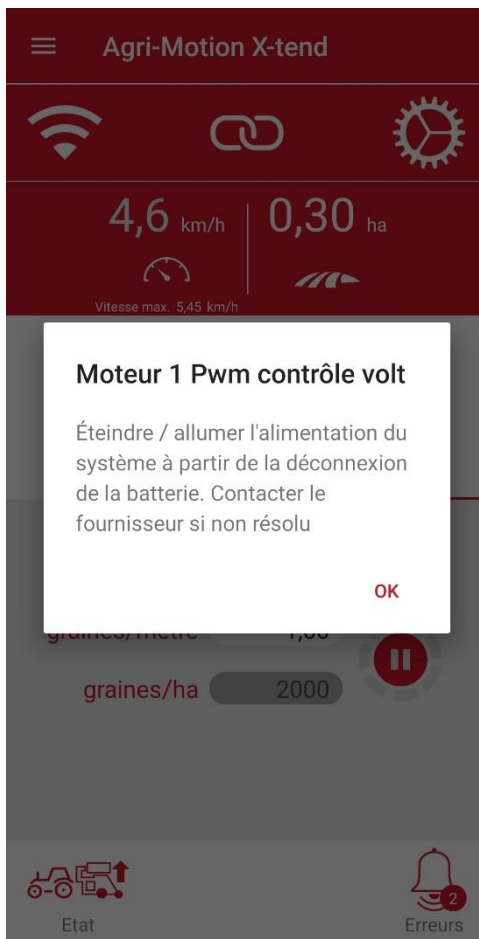 Agri-Motion X-tend
4,6 km/h
0,30 ha
Vitesse max. 5,45 km/h
Moteur 1 Pwm contrôle volt
Éteindre / allumer l'alimentation du
système à partir de la déconnexion
de la batterie. Contacter le
fournisseur si non résolu
OK
graines/mètre
graines/ha 2000
2
Etat
Erreurs